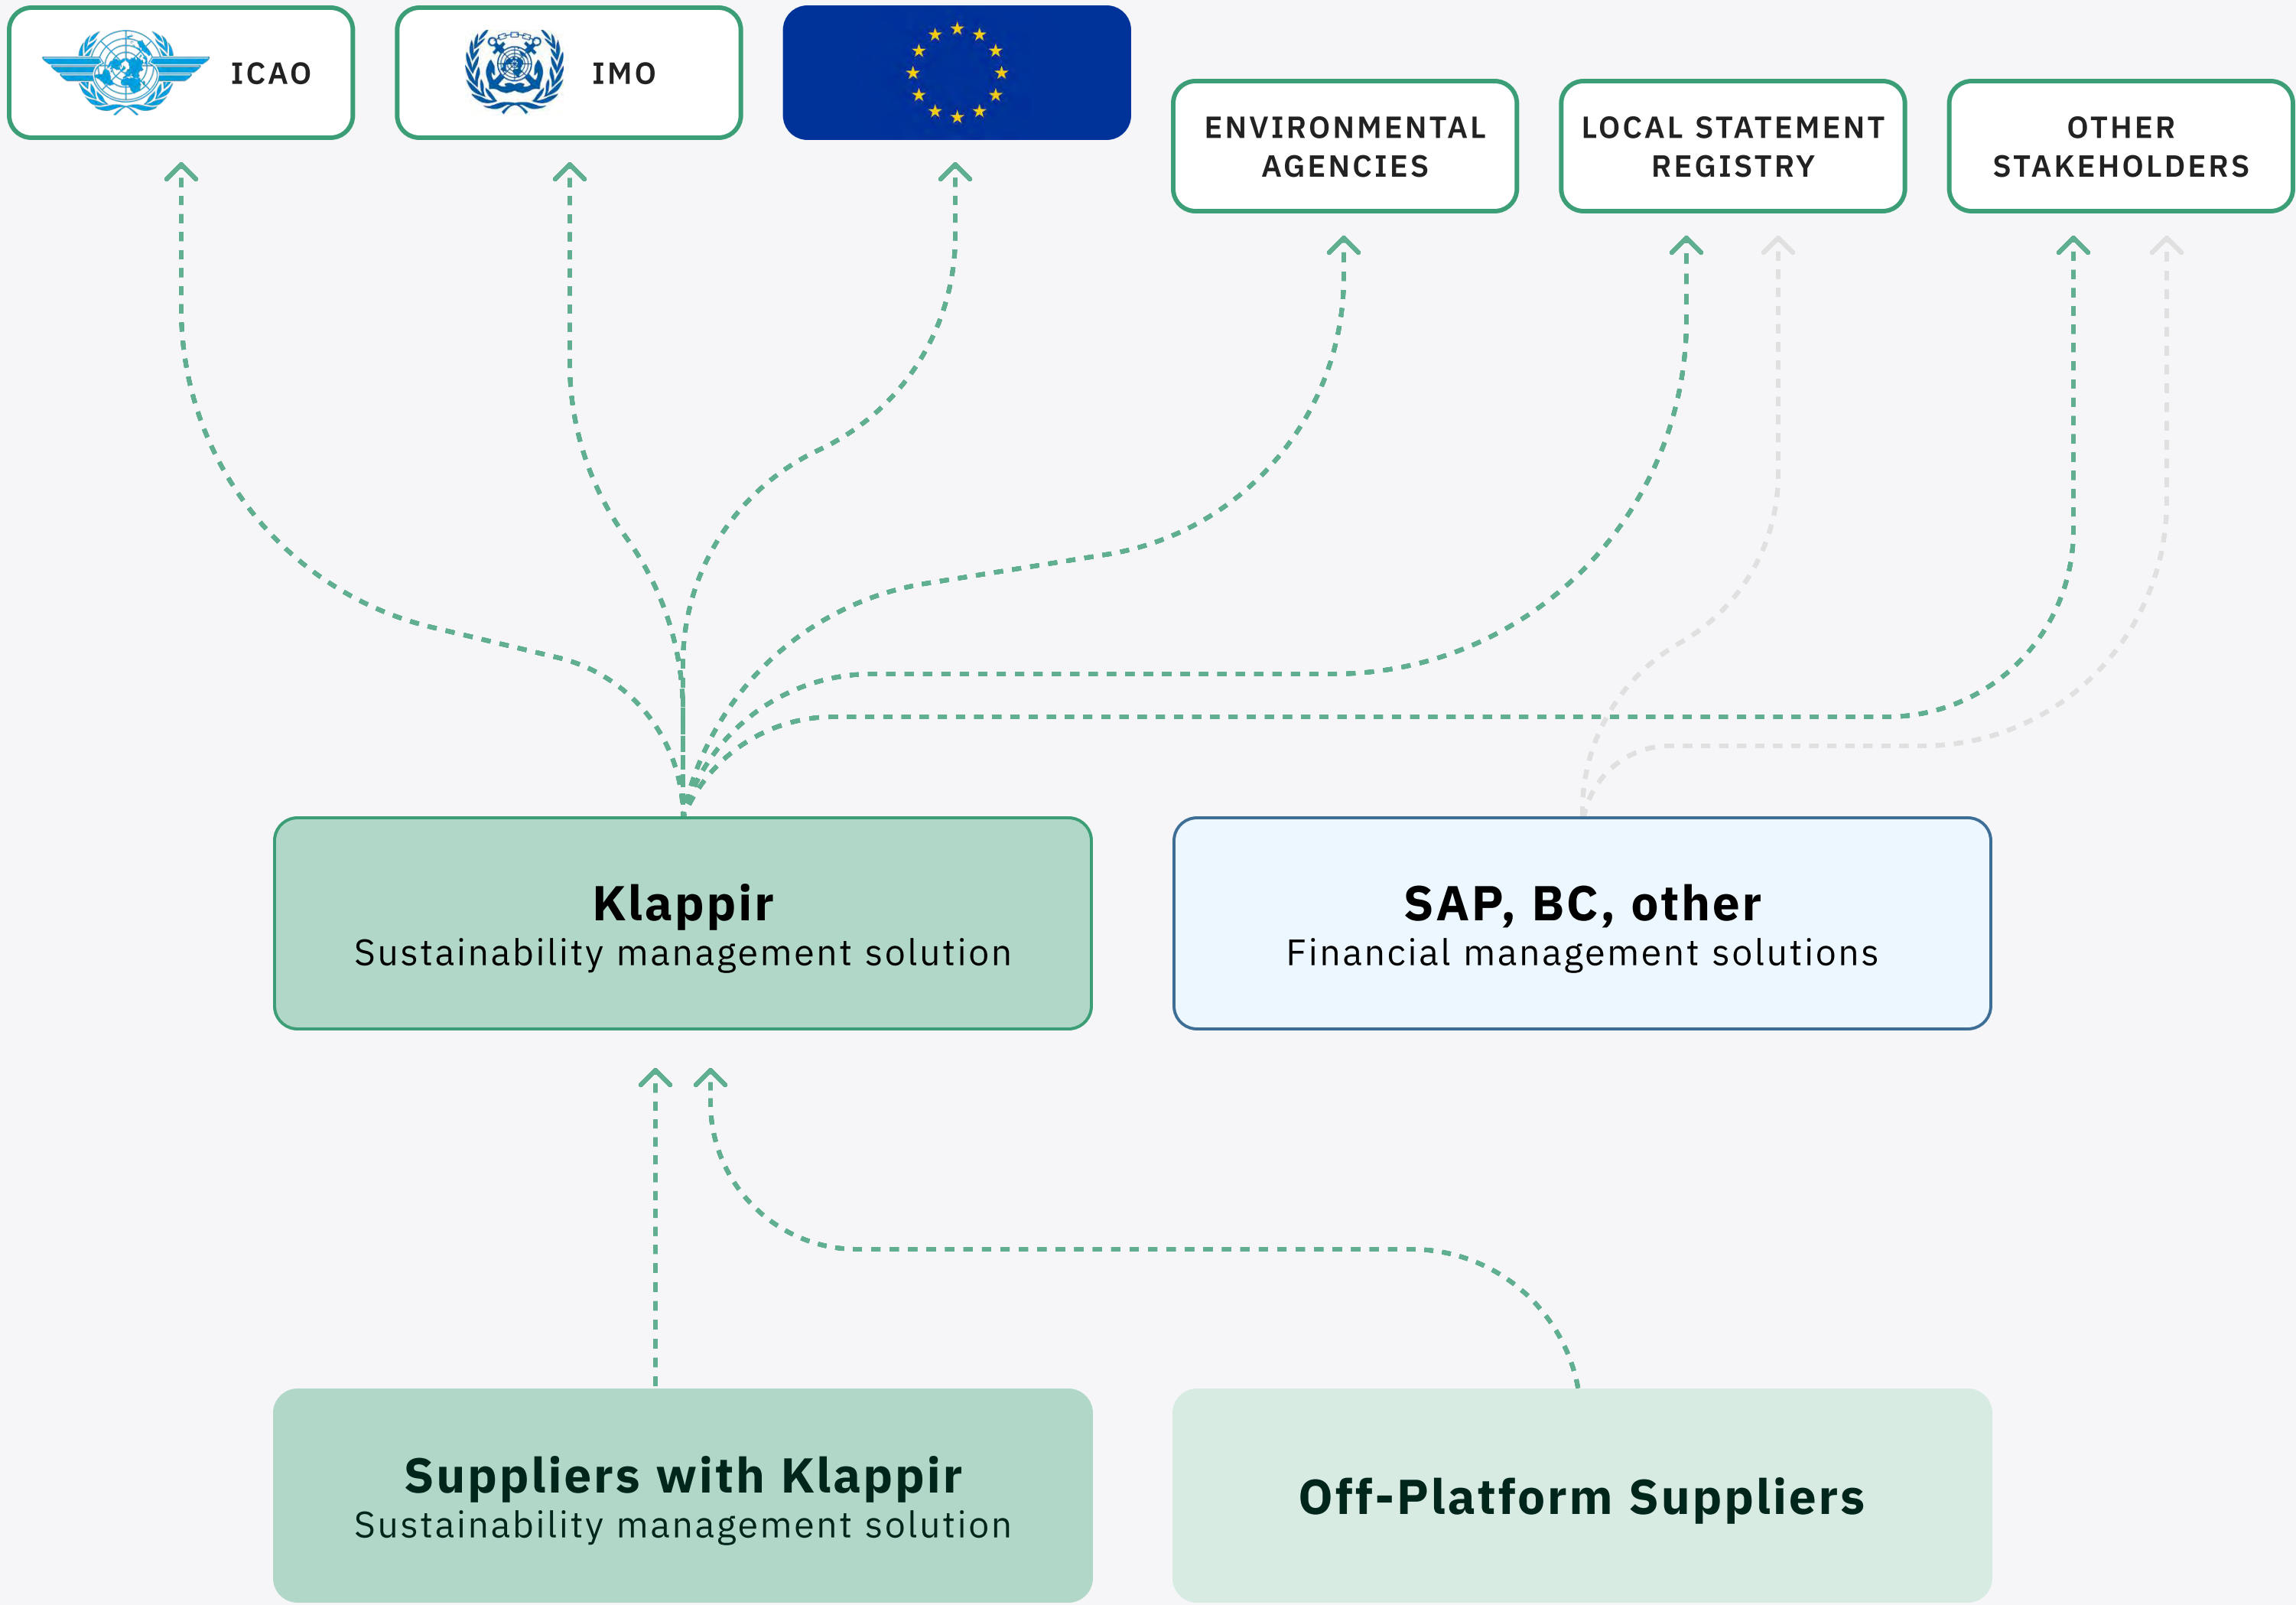 ICAO
IMO
ENVIRONMENTAL
AGENCIES
LOCAL STATEMENT
REGISTRY
OTHER
STAKEHOLDERS
Klappir
Sustainability management solution
SAP, BC, other
Financial management solutions
Suppliers with Klappir
Sustainability management solution
Off-Platform Suppliers